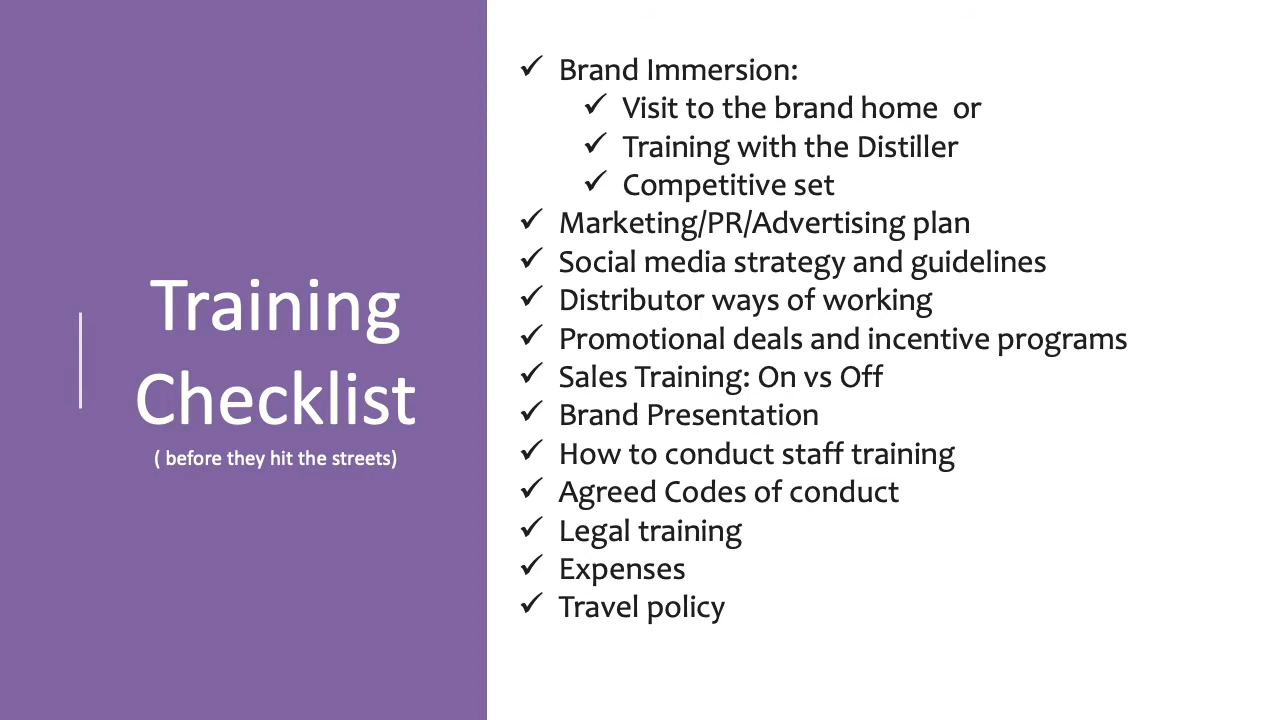 Training
Checklist
( before they hit the streets)
✓ Brand Immersion:
✓ Visit to the brand home  or
✓ Training with the Distiller
✓ Competitive set
✓ Marketing/PR/Advertising plan
✓ Social media strategy and guidelines
✓ Distributor ways of working
✓ Promotional deals and incentive programs
✓ Sales Training: On vs Off
✓ Brand Presentation
✓ How to conduct staff training
✓ Agreed Codes of conduct
✓ Legal training
✓ Expenses
✓ Travel policy